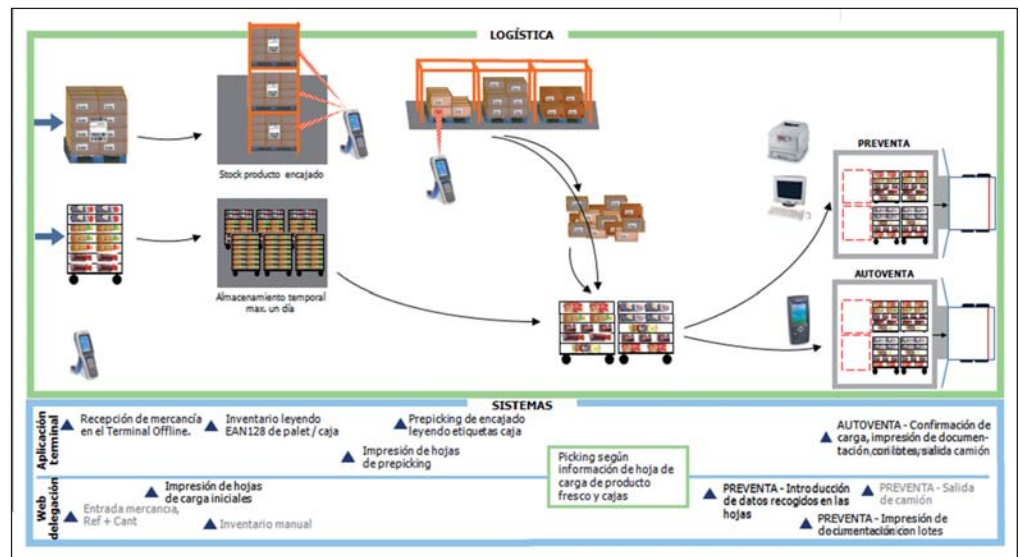 LOGÍSTICA
Stock producto encajado
Almacenamiento temporal
max. un día
PREVENTA
AUTOVENTA
SISTEMAS
Aplicación
terminal
Recepción de mercancía
en el Terminal Offline.
Inventario leyendo
EAN128 de palet / caja
Prepicking de encajado
leyendo etiquetas caja
Impresión de hojas
de prepicking
Picking según
información de hoja de
carga de producto
fresco y cajas
AUTOVENTA - Confirmación de
carga, impresión de documen-
tación, con lotes, salida camión
Web
delegación
Impresión de hojas
de carga iniciales
Entrada mercancia,
Ref + Cant
Inventario manual
PREVENTA - Introducción
de datos recogidos en las
hojas
PREVENTA - Salida
de camión
PREVENTA - Impresión de
documentación con lotes